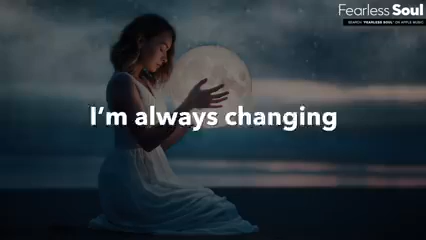 Fearless Soul
SEARCH "FEARLESS SOUL" ON APPLE MUSIC
I'm always changing